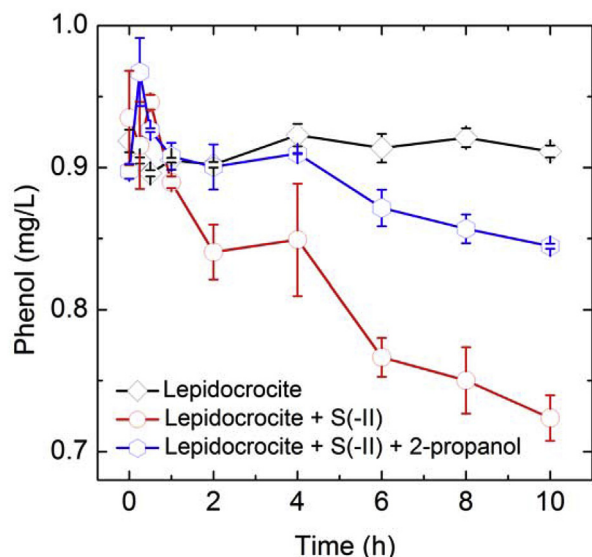 1.0
0.9
0.8
0.7
Phenol (mg/L)
Lepidocrocite
Lepidocrocite + S(-II)
Lepidocrocite + S(-II) + 2-propanol
0 2 4 6 8 10
Time (h)